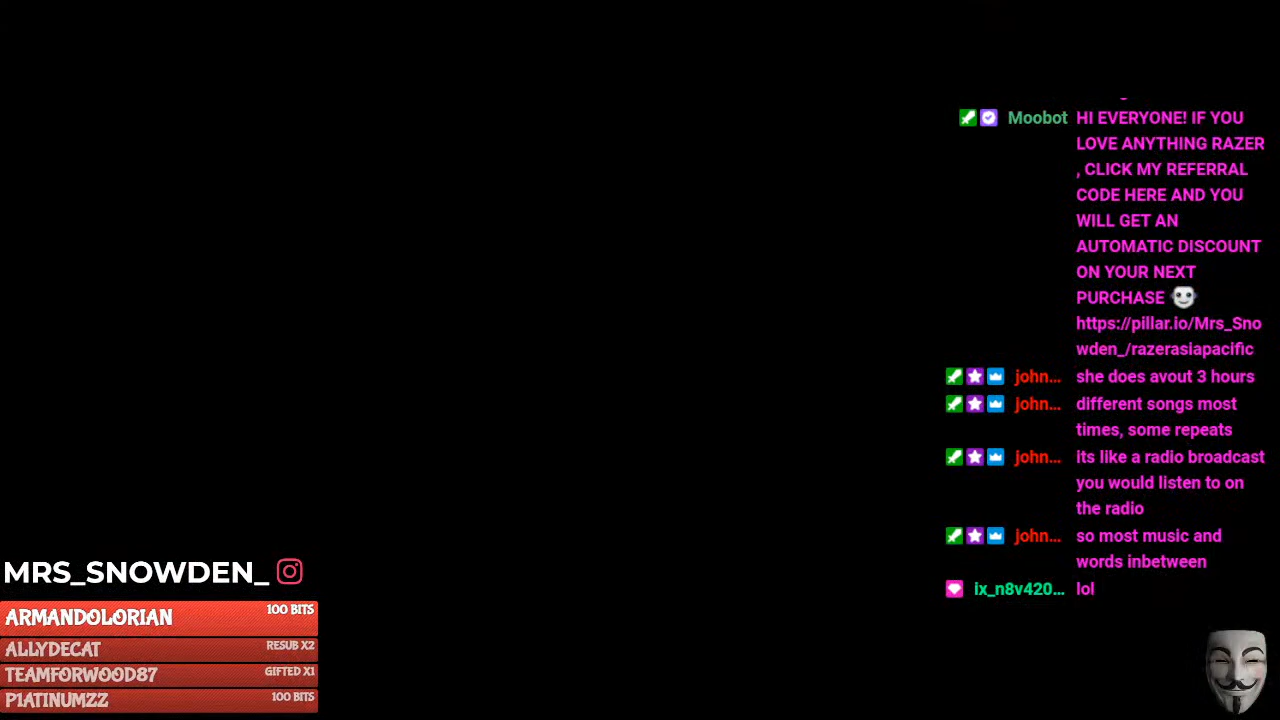 Moobot HI EVERYONE! IF YOU
LOVE ANYTHING RAZER
, CLICK MY REFERRAL
CODE HERE AND YOU
WILL GET AN
AUTOMATIC DISCOUNT
ON YOUR NEXT
PURCHASE
https://pillar.io/Mrs_Sno
wden_/razerasiapacific
john... she does avout 3 hours
john... different songs most
times, some repeats
john... its like a radio broadcast
you would listen to on
the radio
john... so most music and
words inbetween
ix_n8v420... lol
MRS_SNOWDEN_
ARMANDOLORIAN 100 BITS
ALLYDECAT RESUB X2
TEAMFORWOOD87 GIFTED X1
P1ATINUMZZ 100 BITS